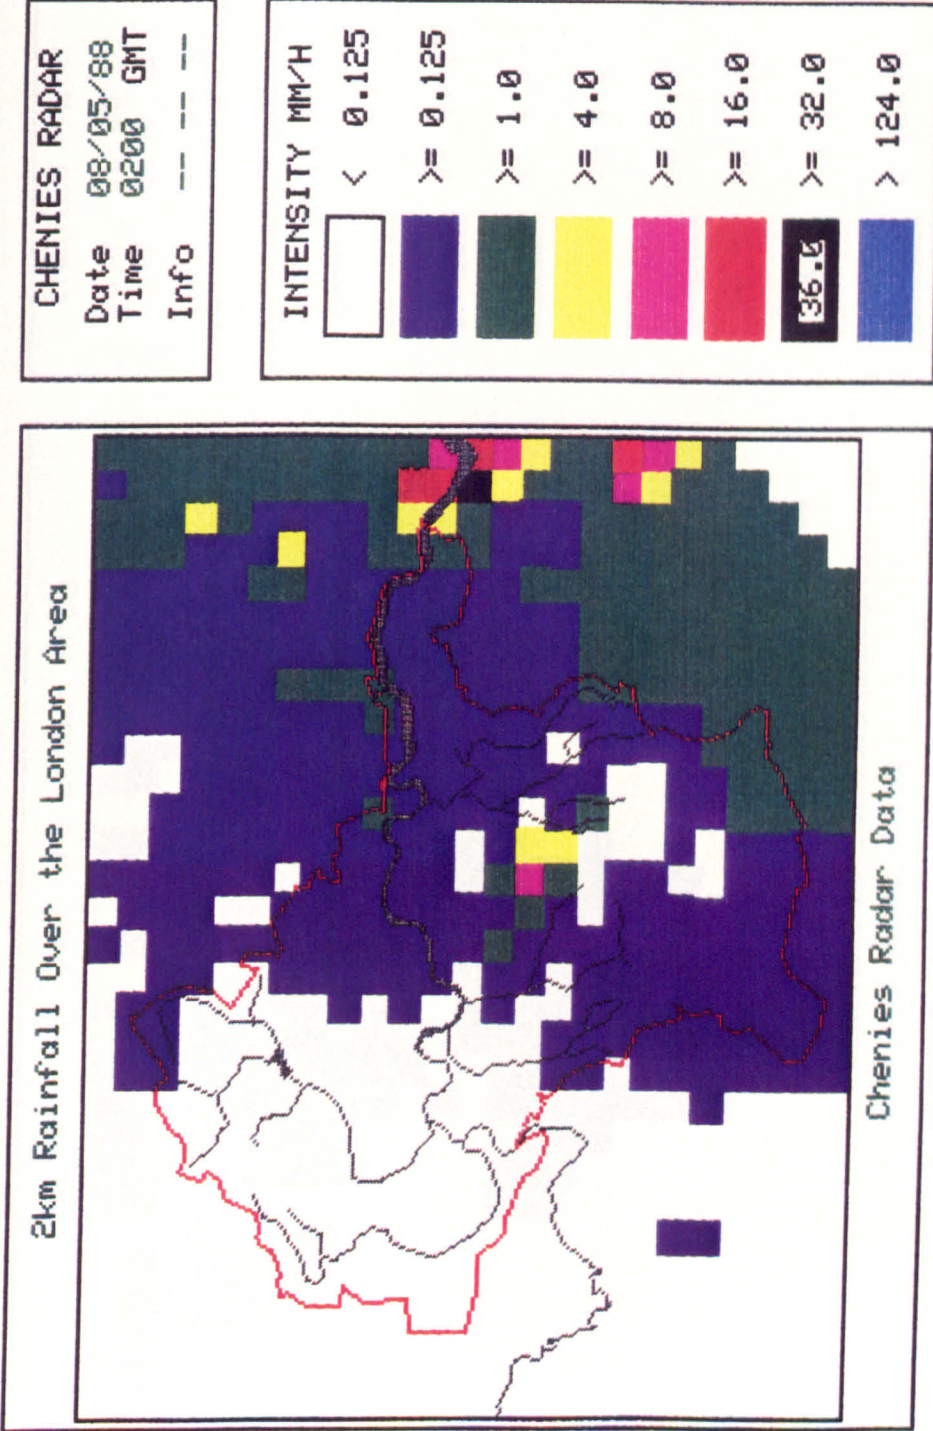 2km Rainfall Over the London Area
Chenies Radar Data
CHENIES RADAR
Date 08/05/88
Time 0200 GMT
Info -- -- -- --
INTENSITY MM/H
< 0.125
>= 0.125
>= 1.0
>= 4.0
>= 8.0
>= 16.0
36.0 >= 32.0
> 124.0